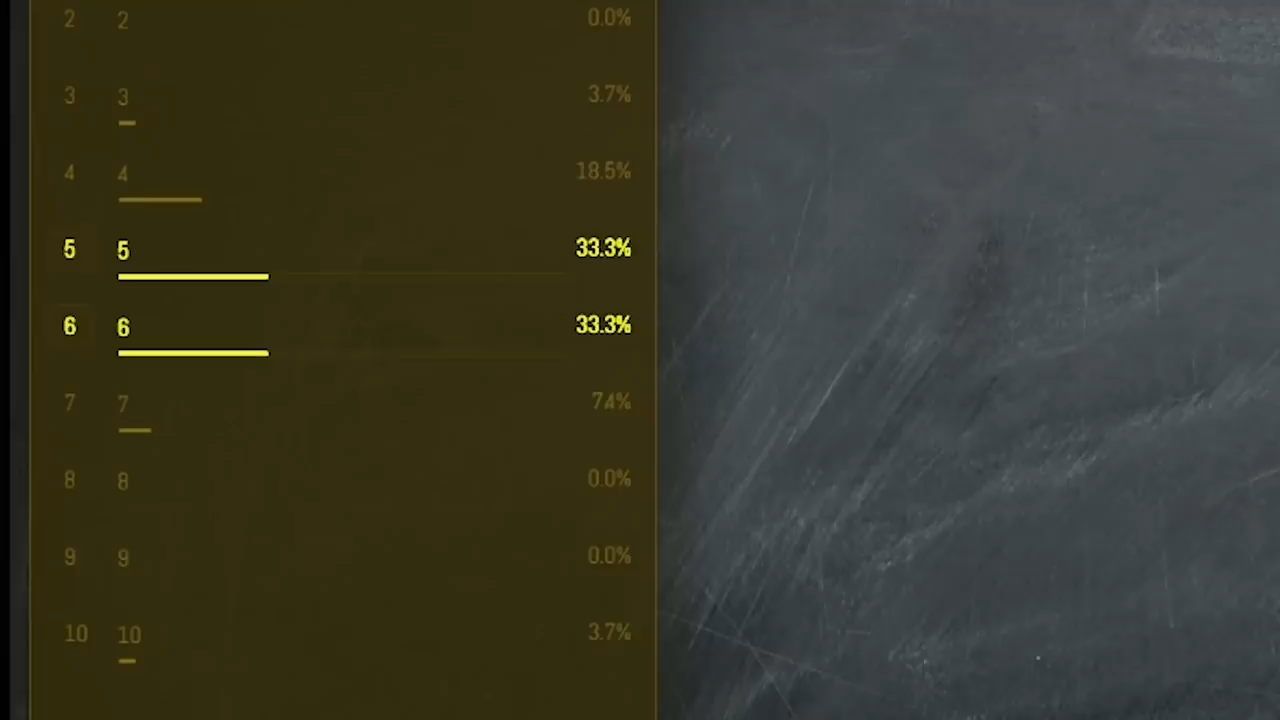 2 2 0.0%
3 3 3.7%
4 4 18.5%
5 5 33.3%
6 6 33.3%
7 7 7.4%
8 8 0.0%
9 9 0.0%
10 10 3.7%